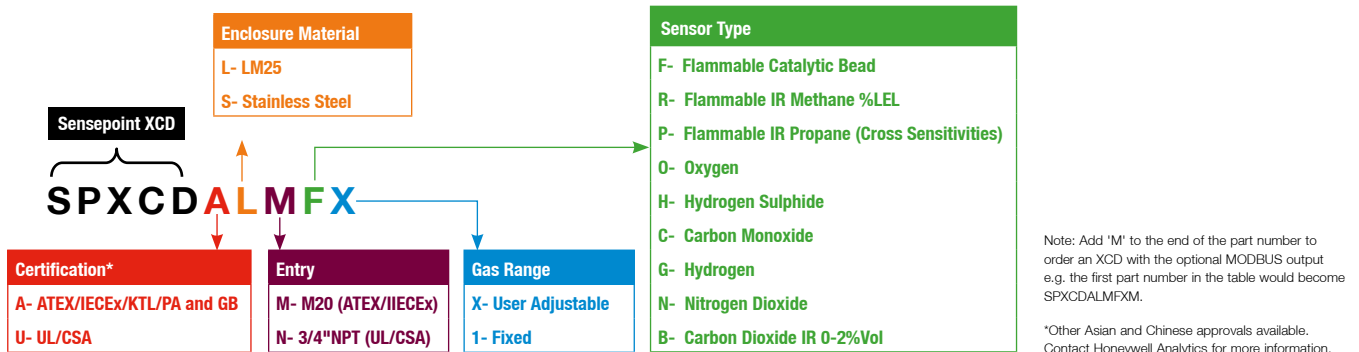 Enclosure Material
L- LM25
S- Stainless Steel
Sensepoint XCD
SPXCDALMFX
Sensor Type
F- Flammable Catalytic Bead
R- Flammable IR Methane %LEL
P- Flammable IR Propane (Cross Sensitivities)
O- Oxygen
H- Hydrogen Sulphide
C- Carbon Monoxide
G- Hydrogen
N- Nitrogen Dioxide
B- Carbon Dioxide IR 0-2%Vol
Certification*
A- ATEX/IECEx/KTL/PA and GB
U- UL/CSA
Entry
M- M20 (ATEX/IIECEx)
N- 3/4"NPT (UL/CSA)
Gas Range
X- User Adjustable
1- Fixed
Note: Add 'M' to the end of the part number to
order an XCD with the optional MODBUS output
e.g. the first part number in the table would become
SPXCDALMFXM.
*Other Asian and Chinese approvals available.
Contact Honeywell Analytics for more information.